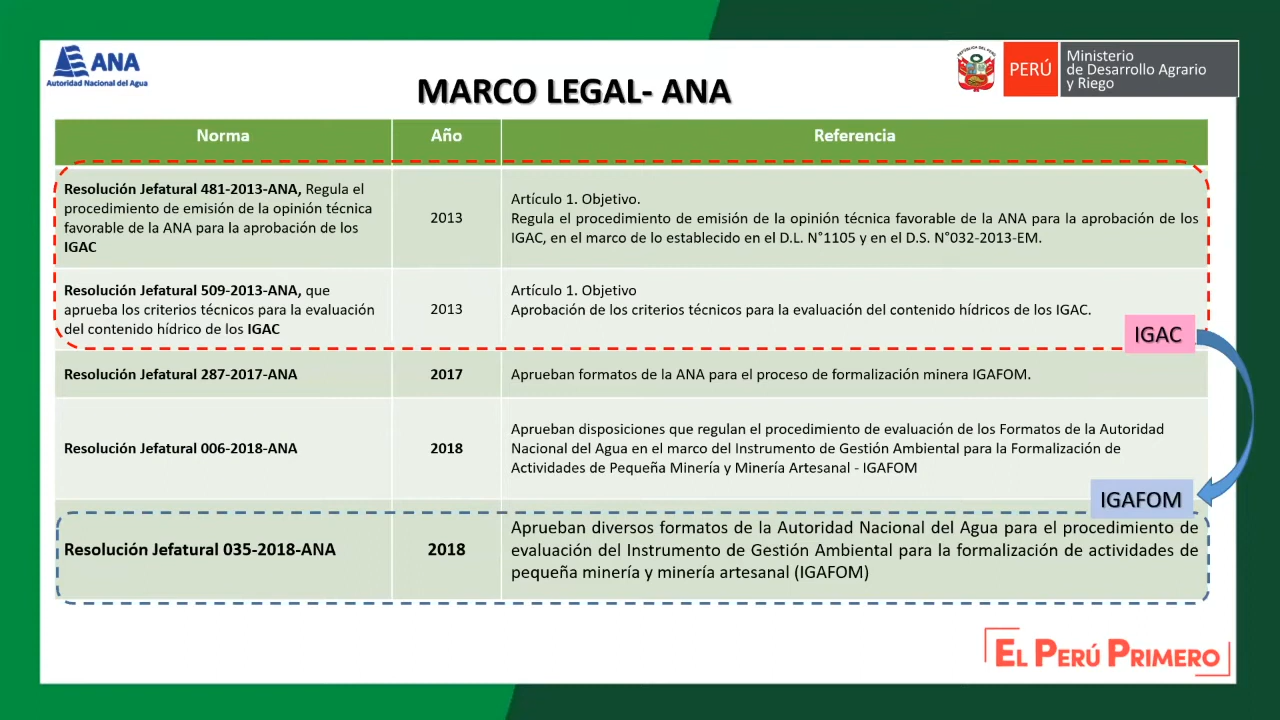 ANA
Autoridad Nacional del Agua
REPÚBLICA DEL PERÚ
PERÚ
Ministerio
de Desarrollo Agrario
y Riego
MARCO LEGAL- ANA
Norma
Año
Referencia
Resolución Jefatural 481-2013-ANA, Regula el
procedimiento de emisión de la opinión técnica
favorable de la ANA para la aprobación de los
IGAC
2013
Artículo 1. Objetivo.
Regula el procedimiento de emisión de la opinión técnica favorable de la ANA para la aprobación de los
IGAC, en el marco de lo establecido en el D.L. N°1105 y en el D.S. N°032-2013-EM.
Resolución Jefatural 509-2013-ANA, que
aprueba los criterios técnicos para la evaluación
del contenido hídrico de los IGAC
2013
Artículo 1. Objetivo
Aprobación de los criterios técnicos para la evaluación del contenido hídricos de los IGAC.
IGAC
Resolución Jefatural 287-2017-ANA
2017
Aprueban formatos de la ANA para el proceso de formalización minera IGAFOM.
Resolución Jefatural 006-2018-ANA
2018
Aprueban disposiciones que regulan el procedimiento de evaluación de los Formatos de la Autoridad
Nacional del Agua en el marco del Instrumento de Gestión Ambiental para la Formalización de
Actividades de Pequeña Minería y Minería Artesanal - IGAFOM
IGAFOM
Resolución Jefatural 035-2018-ANA
2018
Aprueban diversos formatos de la Autoridad Nacional del Agua para el procedimiento de
evaluación del Instrumento de Gestión Ambiental para la formalización de actividades de
pequeña minería y minería artesanal (IGAFOM)
EL PERÚ PRIMERO